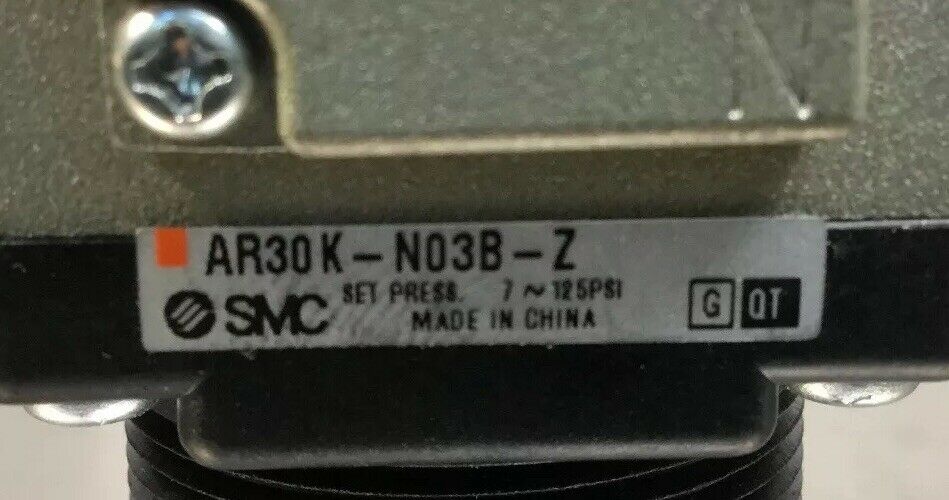 AR30K-N03B-Z
SMC SET PRESS. 7~125PSI
MADE IN CHINA
G QT